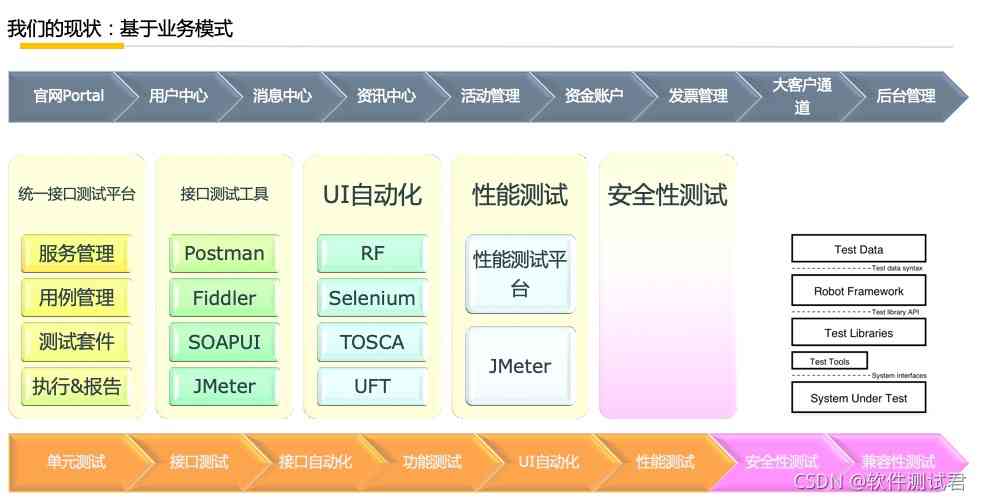 我们的现状：基于业务模式
官网Portal
用户中心
消息中心
资讯中心
活动管理
资金账户
发票管理
大客户通
道
后台管理
统一接口测试平台
服务管理
用例管理
测试套件
执行&报告
接口测试工具
Postman
Fiddler
SOAPUI
JMeter
UI自动化
RF
Selenium
TOSCA
UFT
性能测试
性能测试平
台
JMeter
安全性测试
Test Data
Test data syntax
Robot Framework
Test library API
Test Libraries
Test Tools
System interfaces
System Under Test
单元测试
接口测试
接口自动化
功能测试
UI自动化
性能测试
安全性测试
兼容性测试
CSDN @软件测试君